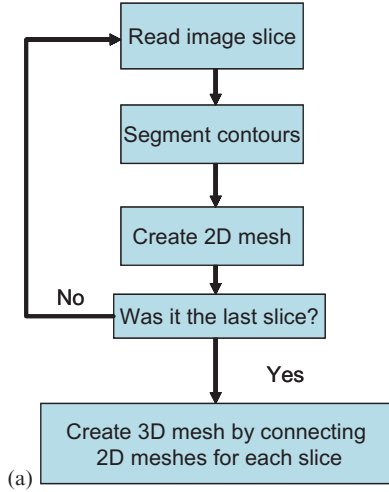 Read image slice
Segment contours
Create 2D mesh
No
Was it the last slice?
Yes
Create 3D mesh by connecting
2D meshes for each slice
(a)